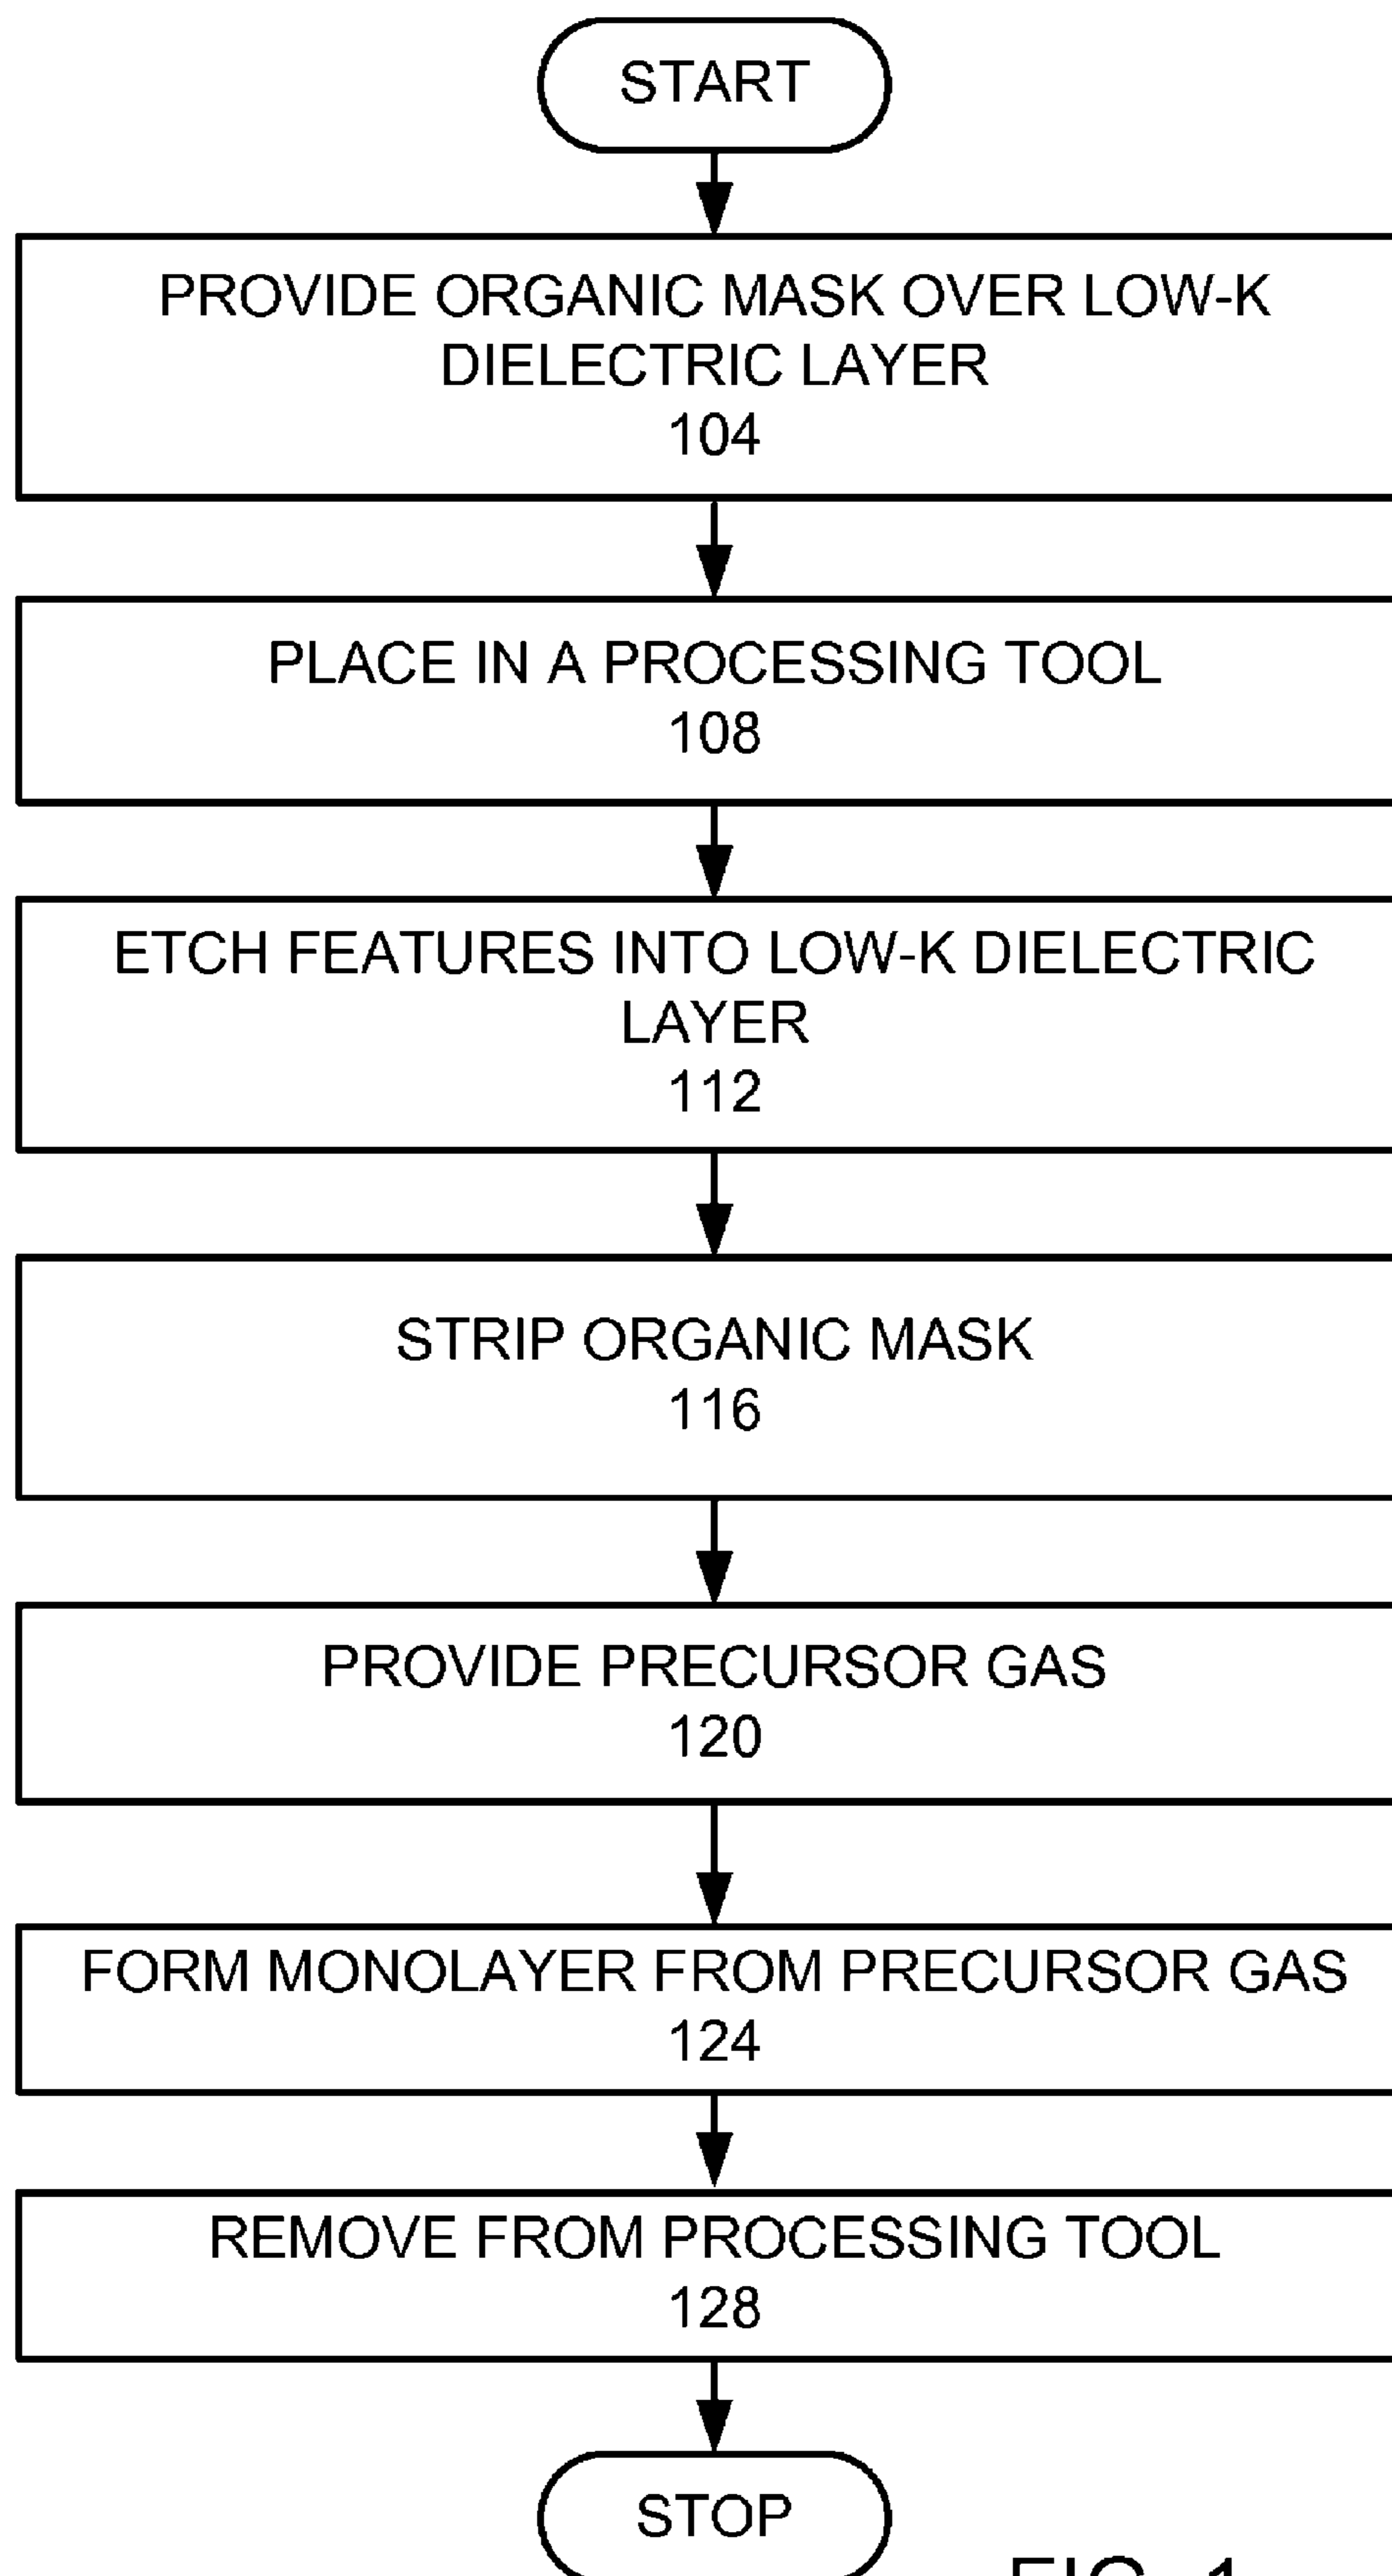 START
PROVIDE ORGANIC MASK OVER LOW-K
DIELECTRIC LAYER
104
PLACE IN A PROCESSING TOOL
108
ETCH FEATURES INTO LOW-K DIELECTRIC
LAYER
112
STRIP ORGANIC MASK
116
PROVIDE PRECURSOR GAS
120
FORM MONOLAYER FROM PRECURSOR GAS
124
REMOVE FROM PROCESSING TOOL
128
STOP
FIG. 1